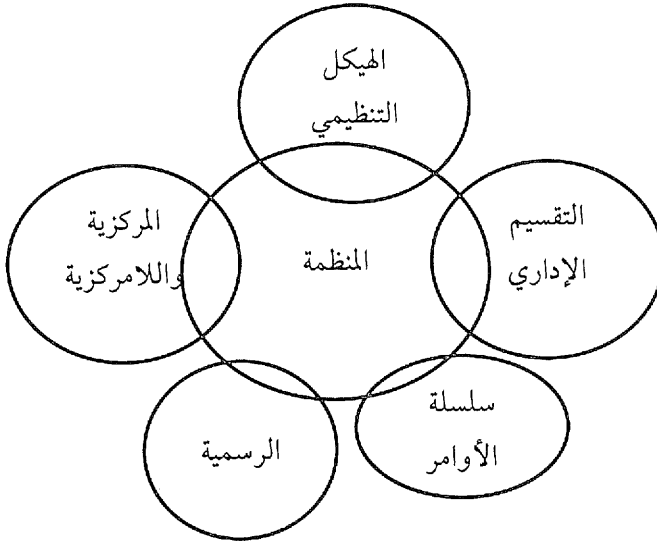 الهيكل
التنظيمي
التقسيم
الإداري
المركزية
واللامركزية
المنظمة
سلسلة
الأوامر
الرسمية